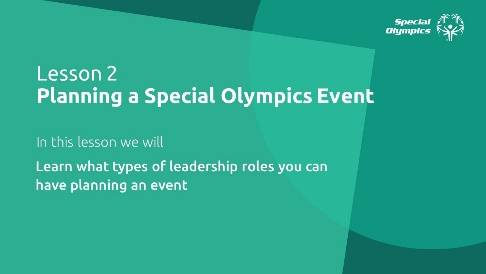 Special
Olympics
Lesson 2
Planning a Special Olympics Event
In this lesson we will
Learn what types of leadership roles you can
have planning an event